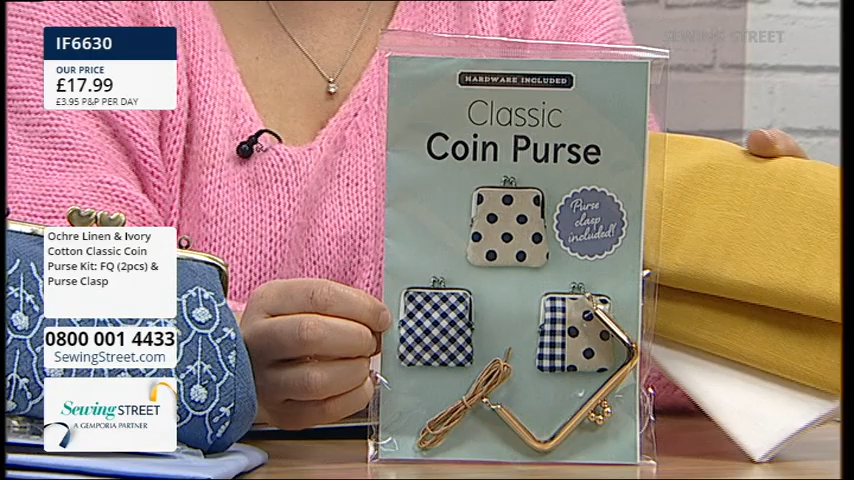 IF6630
OUR PRICE
£17.99
£3.95 P&P PER DAY
Ochre Linen & Ivory
Cotton Classic Coin
Purse Kit: FQ (2pcs) &
Purse Clasp
0800 001 4433
SewingStreet.com
Sewing STREET
A GEMPORIA PARTNER
SEWING STREET
HARDWARE INCLUDED
Classic
Coin Purse
Purse
clasp
included!